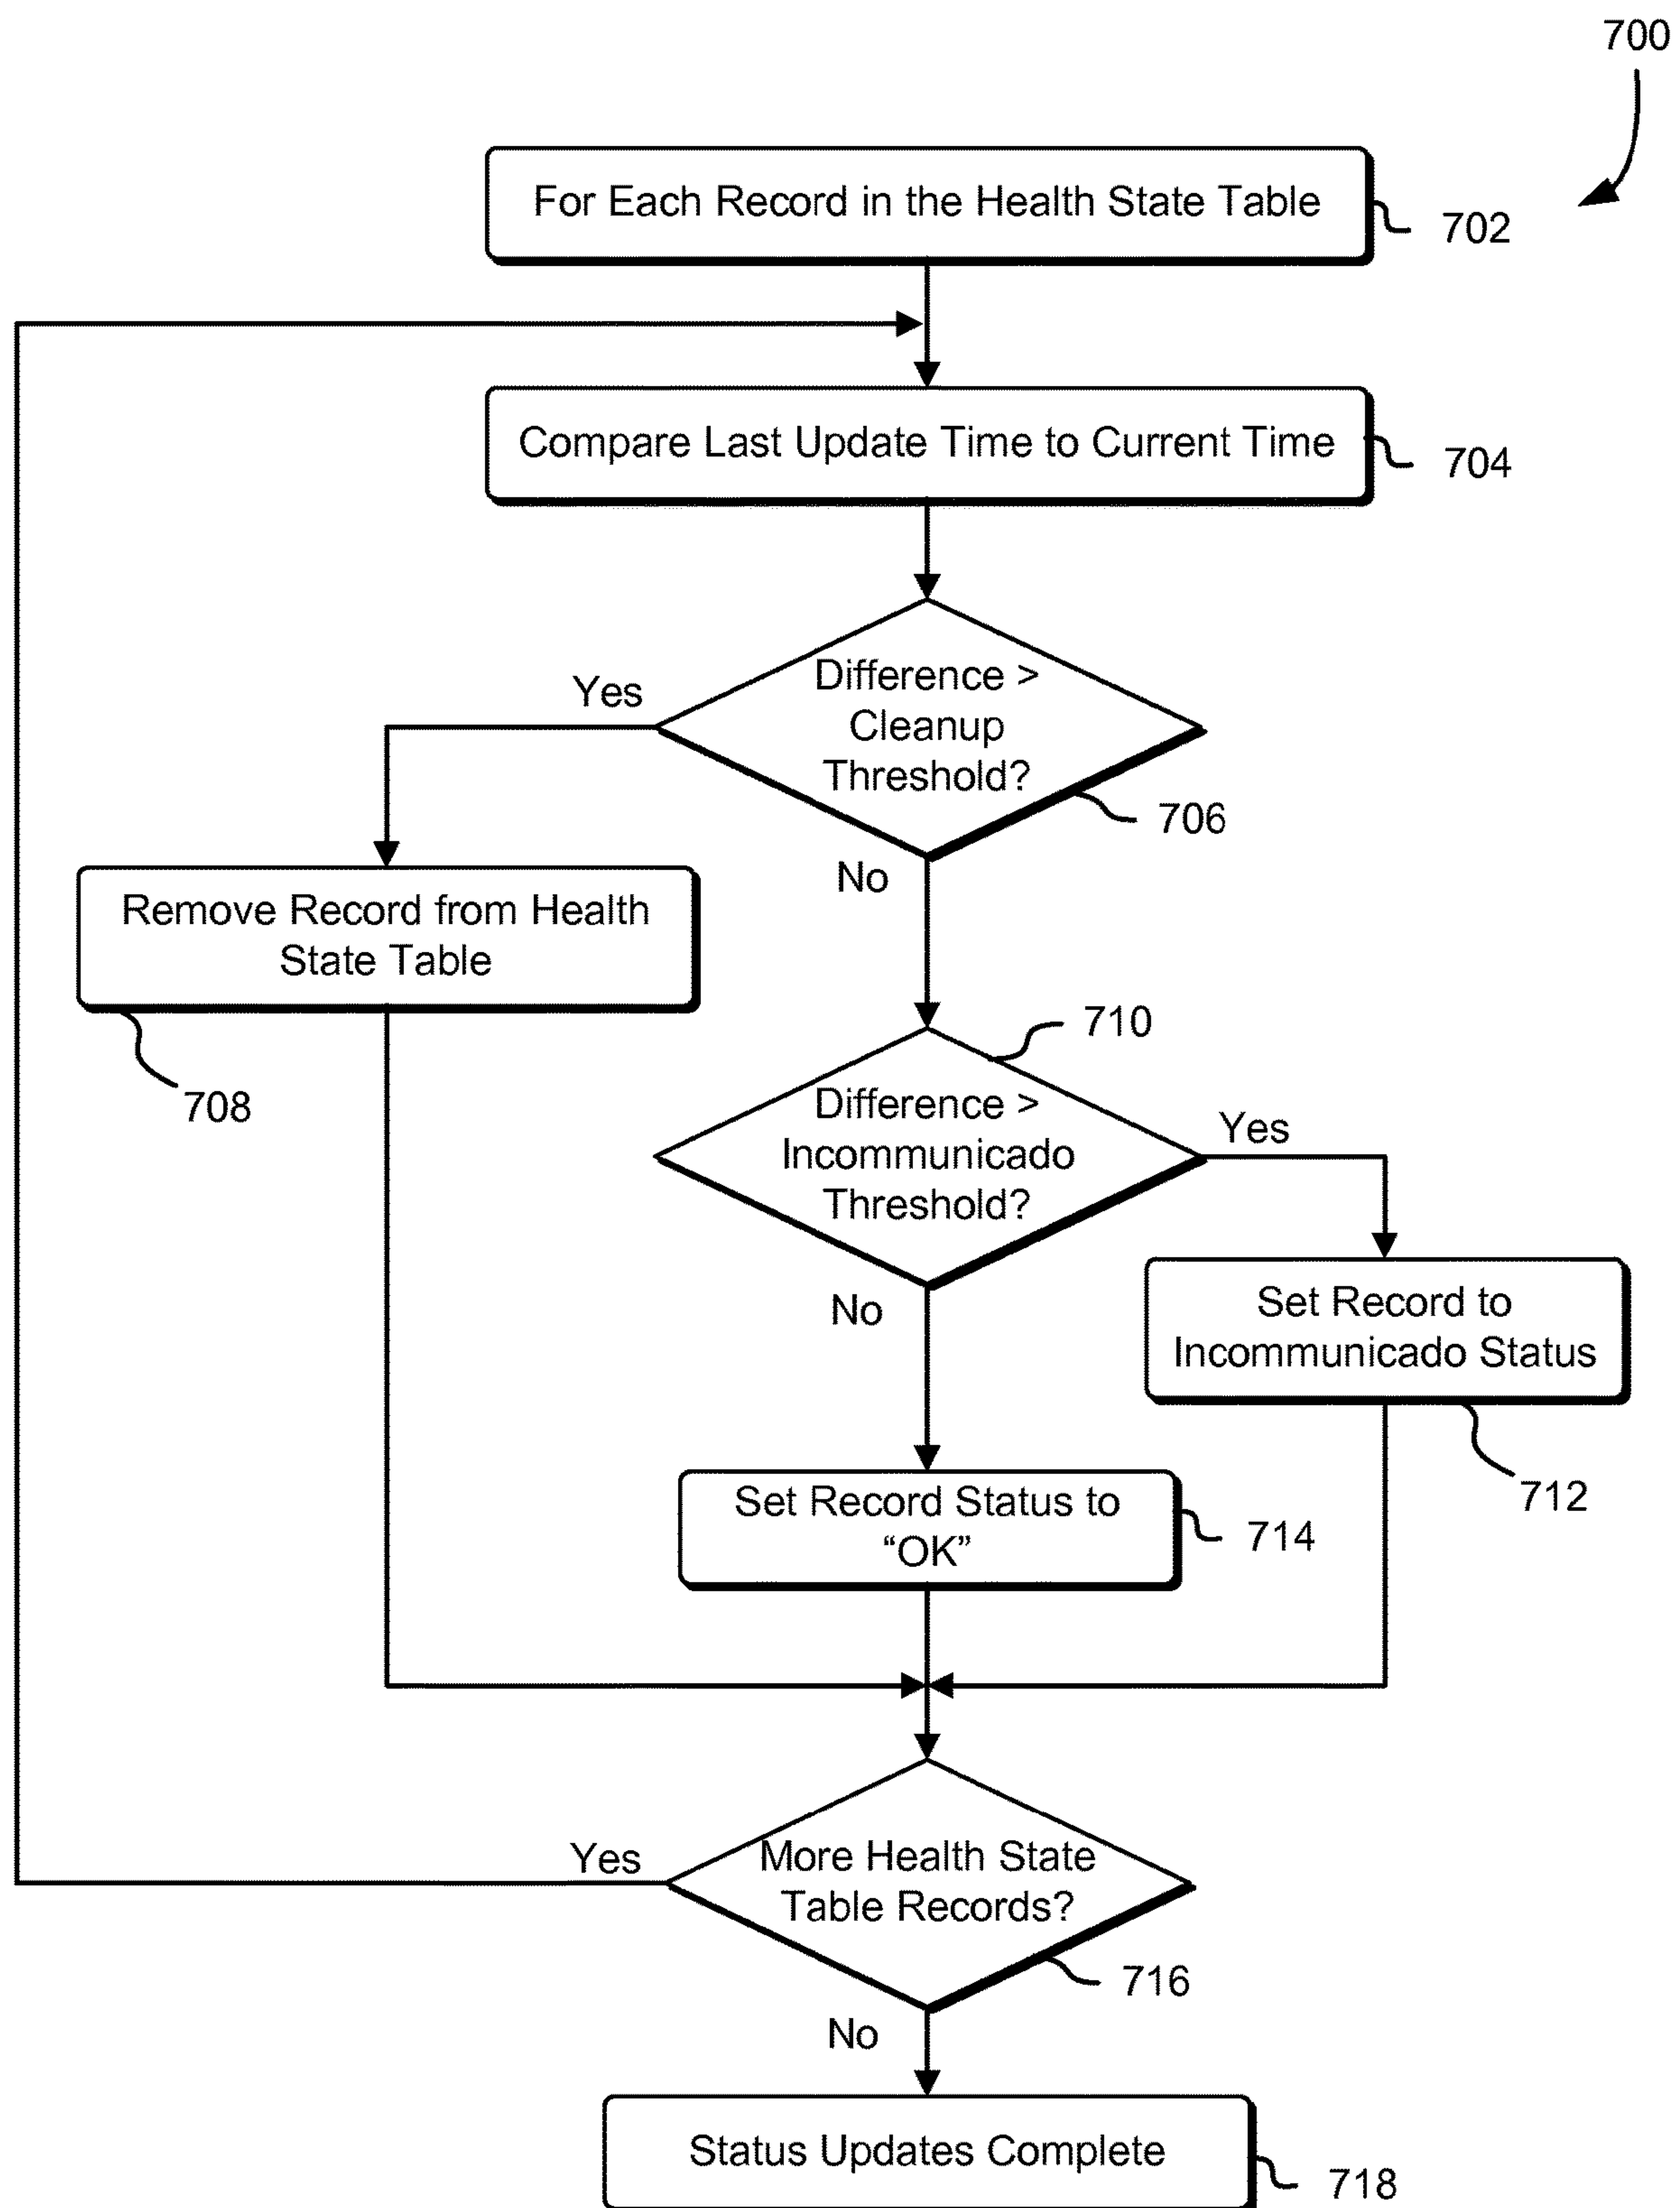 700
For Each Record in the Health State Table
702
Compare Last Update Time to Current Time
704
Difference >
Cleanup
Threshold?
Yes
706
No
Remove Record from Health
State Table
708
710
Difference >
Incommunicado
Threshold?
Yes
No
Set Record to
Incommunicado Status
712
Set Record Status to
“OK”
714
More Health State
Table Records?
Yes
716
No
Status Updates Complete
718